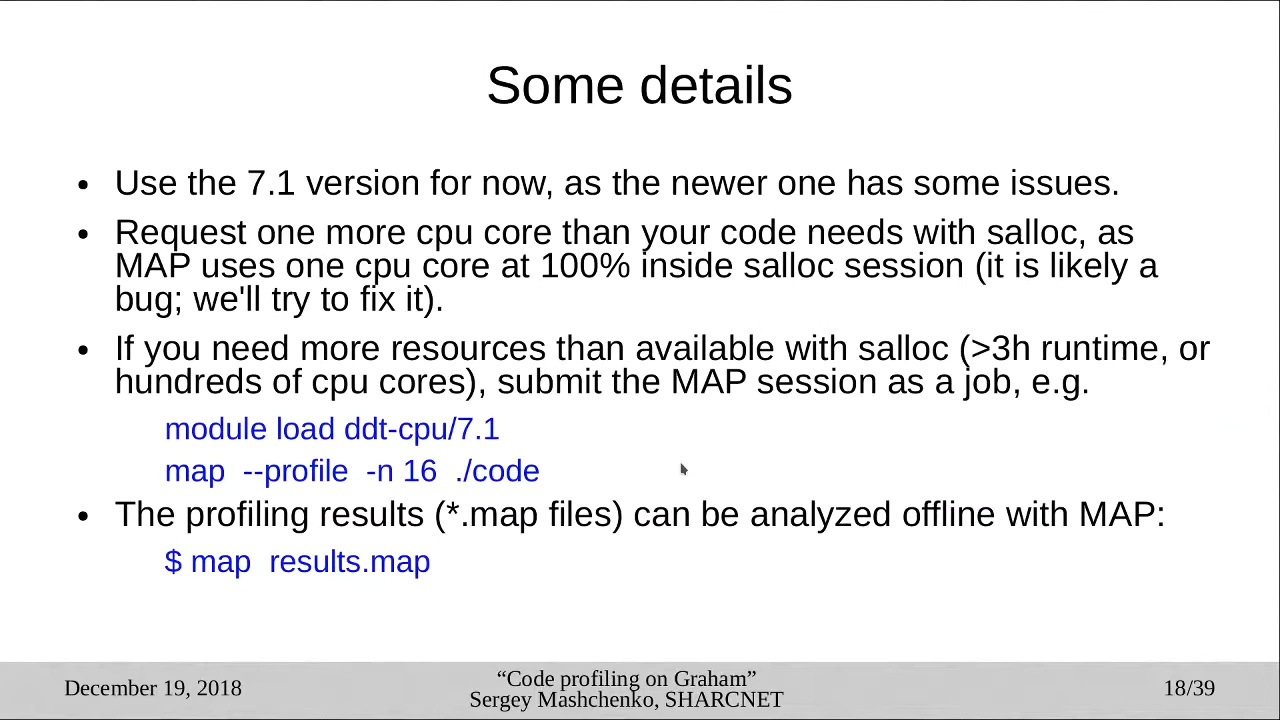 Some details
• Use the 7.1 version for now, as the newer one has some issues.
• Request one more cpu core than your code needs with salloc, as
MAP uses one cpu core at 100% inside salloc session (it is likely a
bug; we'll try to fix it).
• If you need more resources than available with salloc (>3h runtime, or
hundreds of cpu cores), submit the MAP session as a job, e.g.
module load ddt-cpu/7.1
map  --profile  -n 16  ./code
• The profiling results (*.map files) can be analyzed offline with MAP:
$ map  results.map
December 19, 2018
“Code profiling on Graham”
Sergey Mashchenko, SHARCNET
18/39